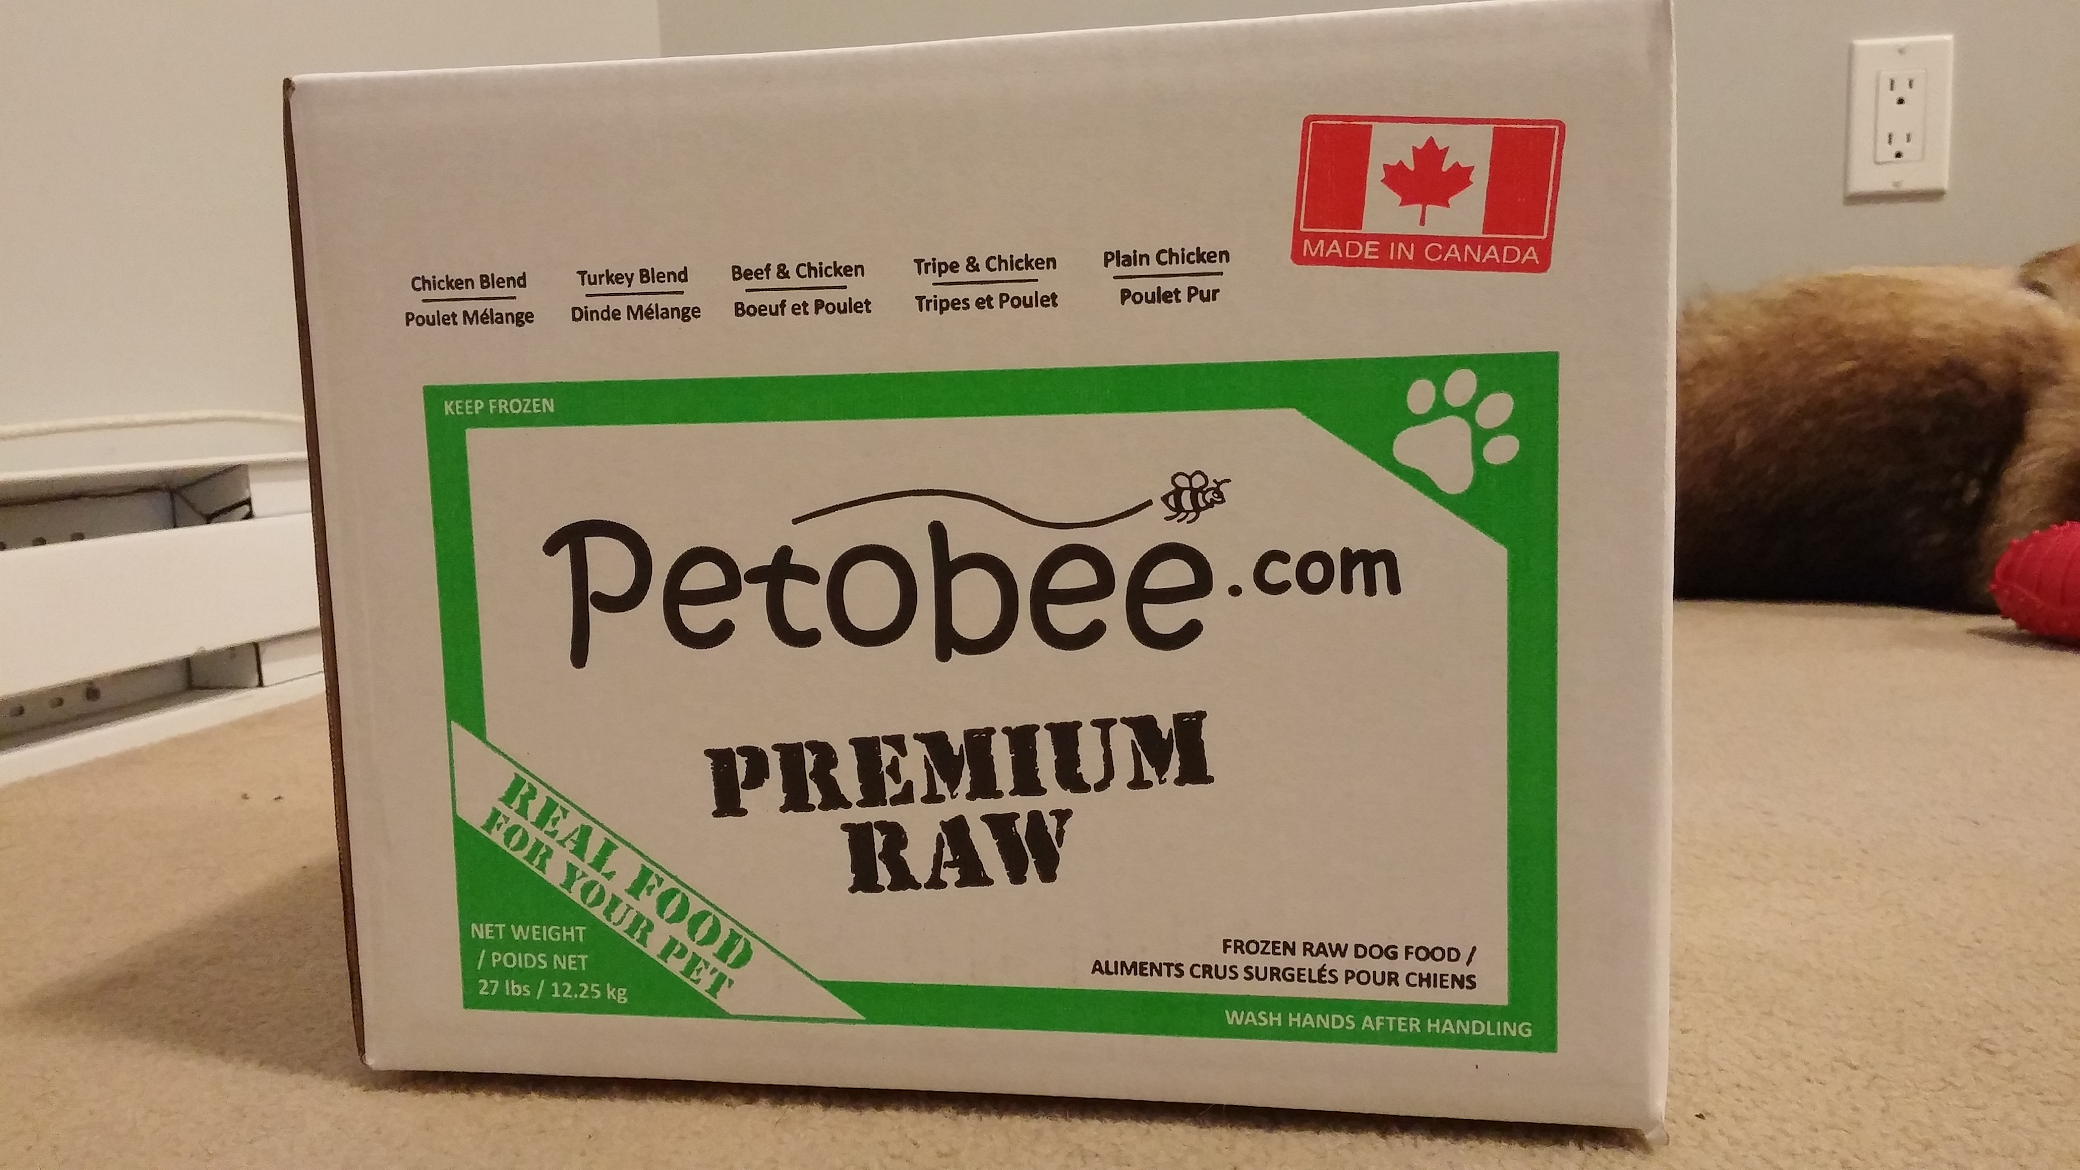 MADE IN CANADA
Chicken Blend
Poulet Mélange
Turkey Blend
Dinde Mélange
Beef & Chicken
Boeuf et Poulet
Tripe & Chicken
Tripes et Poulet
Plain Chicken
Poulet Pur
KEEP FROZEN
Petobee.com
PREMIUM
RAW
REAL FOOD
FOR YOUR PET
NET WEIGHT
/ POIDS NET
27 lbs / 12.25 kg
FROZEN RAW DOG FOOD /
ALIMENTS CRUS SURGELÉS POUR CHIENS
WASH HANDS AFTER HANDLING